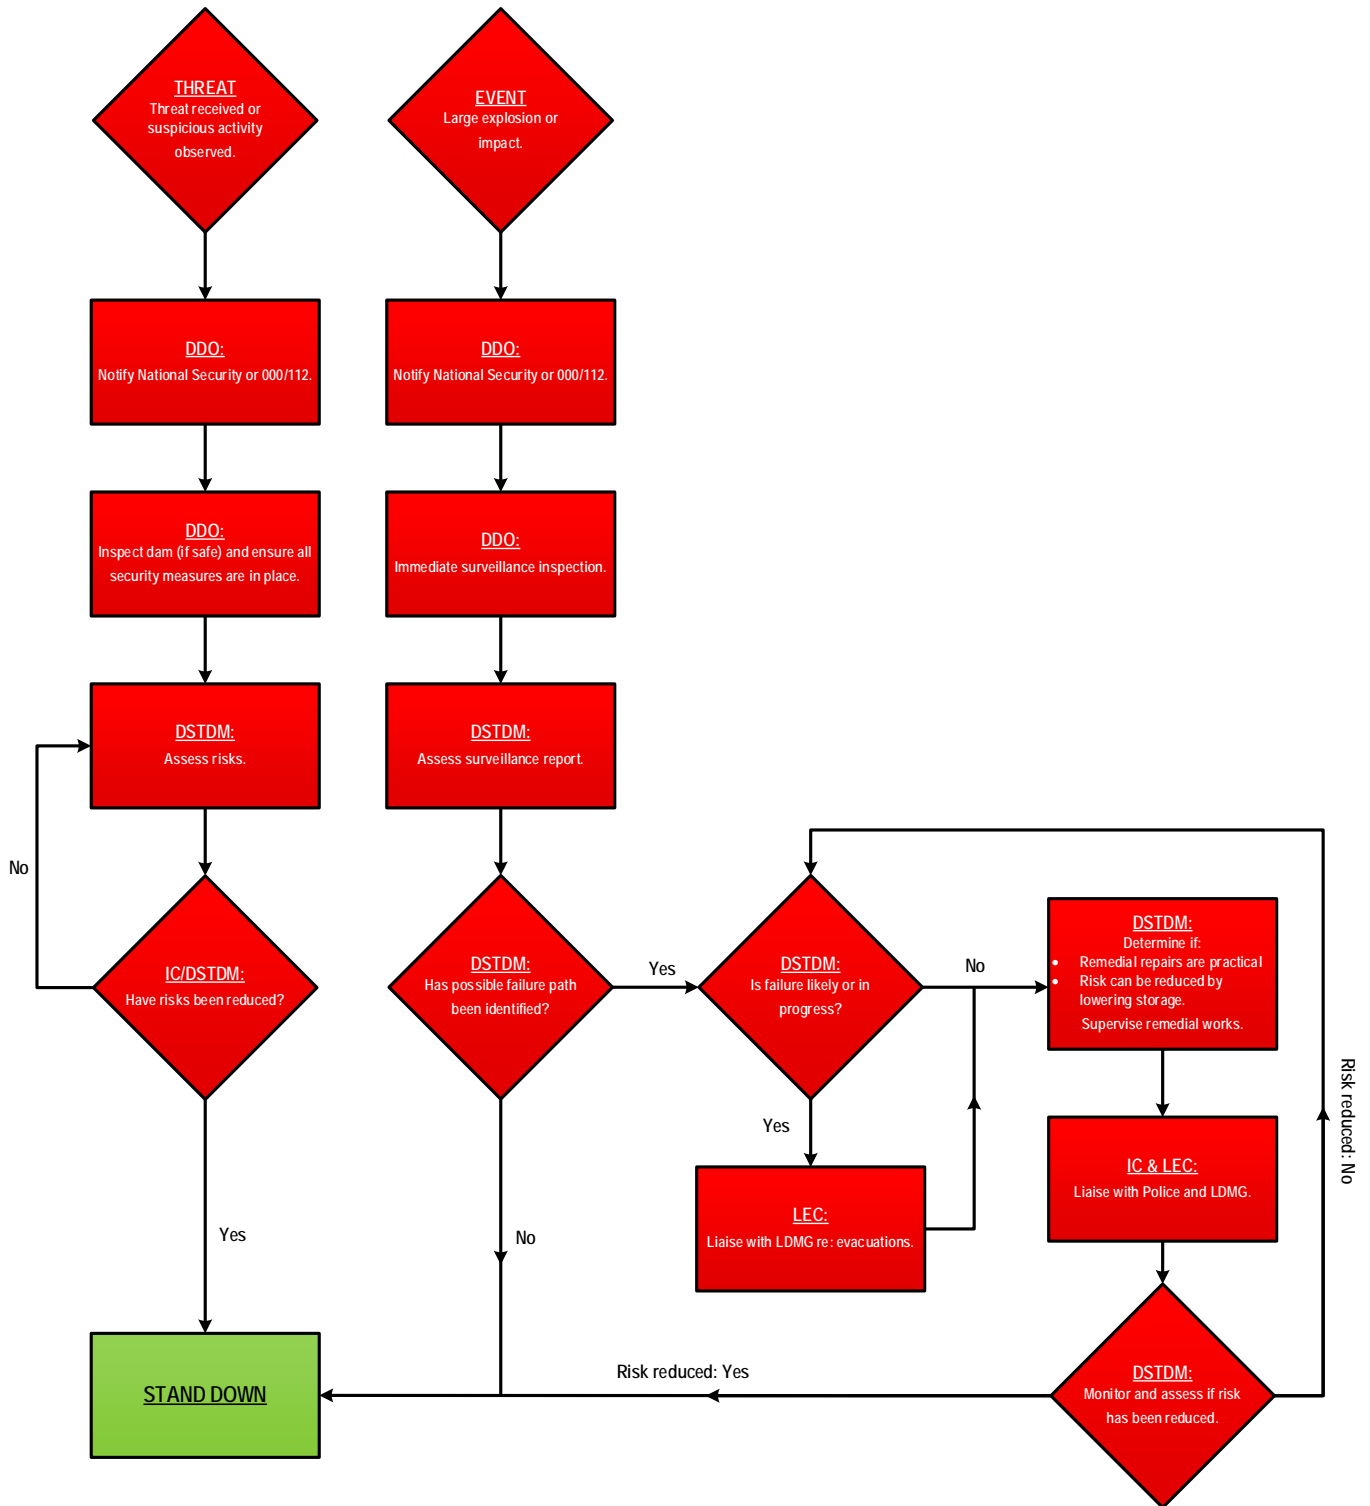 THREAT
Threat received or
suspicious activity
observed.
EVENT
Large explosion or
impact.
DDO:
Notify National Security or 000/112.
DDO:
Notify National Security or 000/112.
DDO:
Inspect dam (if safe) and ensure all
security measures are in place.
DDO:
Immediate surveillance inspection.
DSTDM:
Assess risks.
DSTDM:
Assess surveillance report.
No
IC/DSTDM:
Have risks been reduced?
DSTDM:
Has possible failure path
been identified?
Yes
DSTDM:
Is failure likely or in
progress?
No
DSTDM:
Determine if:
• Remedial repairs are practical
• Risk can be reduced by
lowering storage.
Supervise remedial works.
Risk reduced: No
Yes
IC & LEC:
Liaise with Police and LDMG.
LEC:
Liaise with LDMG re: evacuations.
Yes
No
STAND DOWN
Risk reduced: Yes
DSTDM:
Monitor and assess if risk
has been reduced.